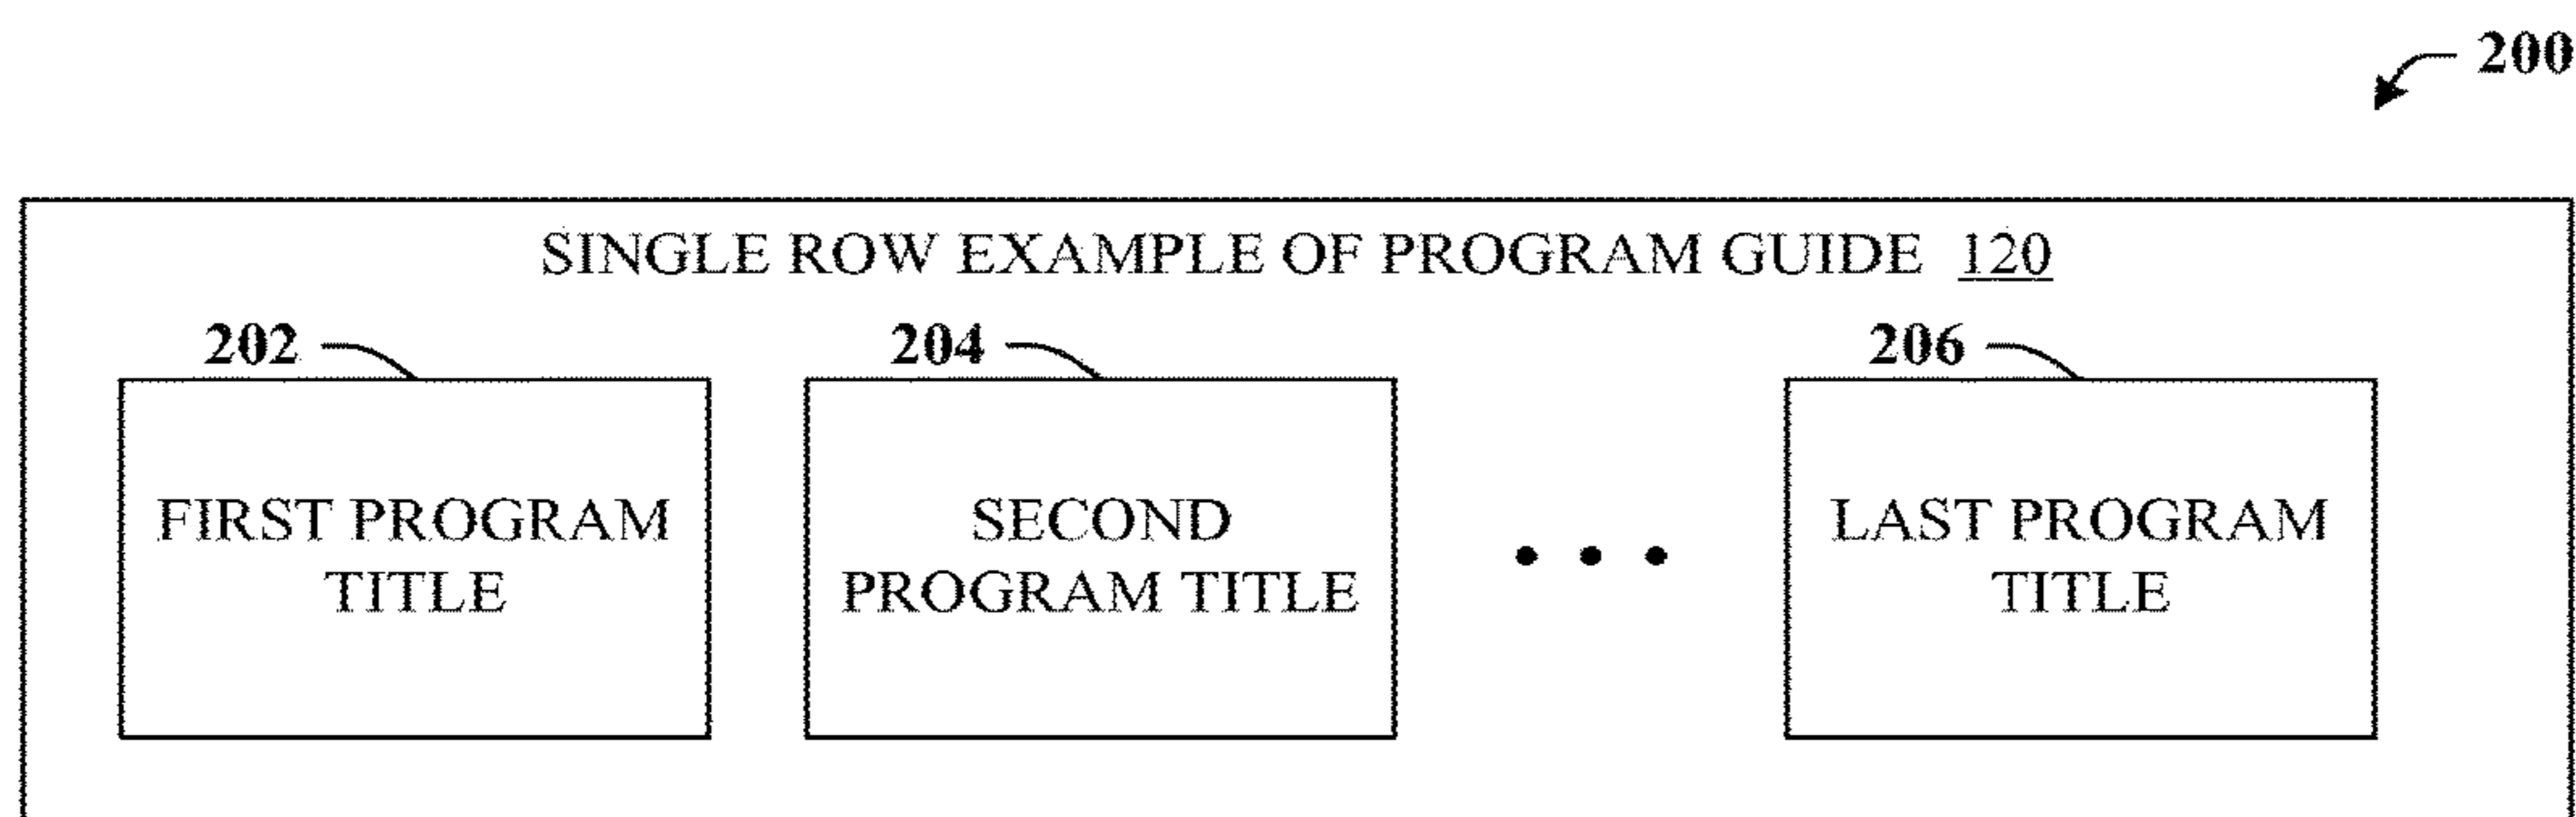 200
SINGLE ROW EXAMPLE OF PROGRAM GUIDE 120
202
204
206
FIRST PROGRAM
TITLE
SECOND
PROGRAM TITLE
LAST PROGRAM
TITLE